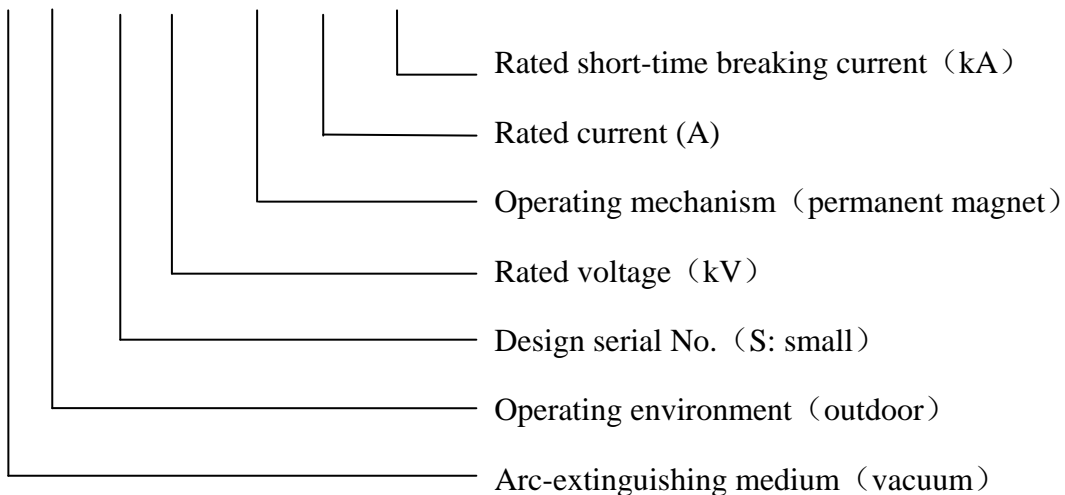 Rated short-time breaking current（kA）
Rated current (A)
Operating mechanism（permanent magnet）
Rated voltage（kV）
Design serial No.（S: small）
Operating environment（outdoor）
Arc-extinguishing medium（vacuum）